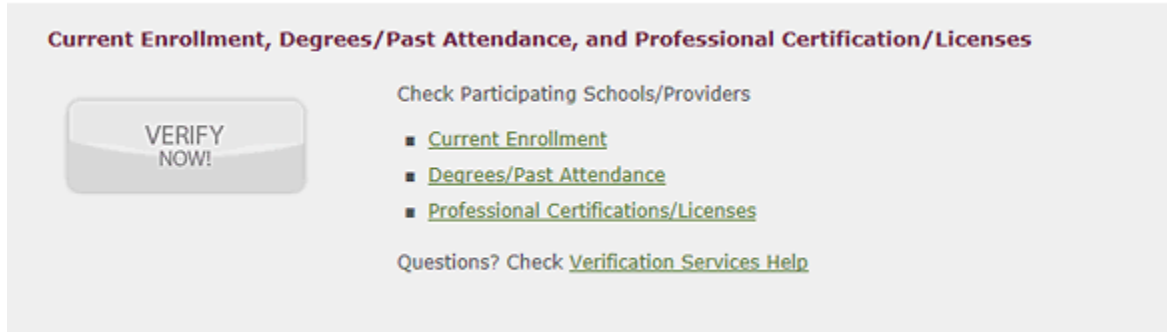 Current Enrollment, Degrees/Past Attendance, and Professional Certification/Licenses
VERIFY
NOW!
Check Participating Schools/Providers
Current Enrollment
Degrees/Past Attendance
Professional Certifications/Licenses
Questions? Check Verification Services Help